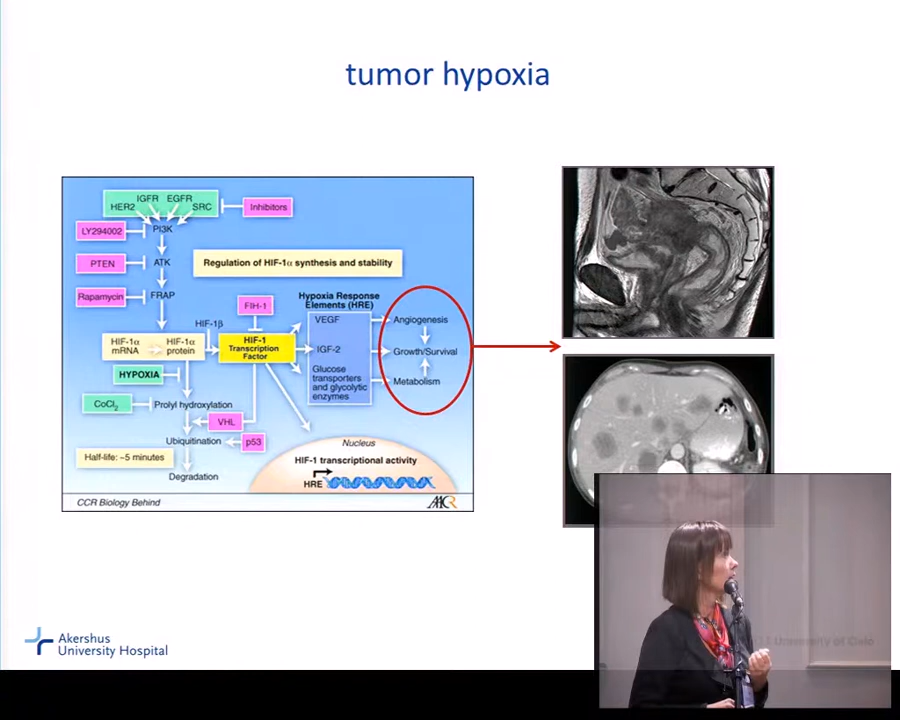 tumor hypoxia
IGFR EGFR
HER2 SRC
Inhibitors
LY294002
PI3K
PTEN
ATK
Regulation of HIF-1α synthesis and stability
Rapamycin
FRAP
FIH-1
Hypoxia Response
Elements (HRE)
HIF-1β
VEGF
Angiogenesis
HIF-1α
mRNA
HIF-1α
protein
HIF-1
Transcription
Factor
IGF-2
Growth/Survival
HYPOXIA
Glucose
transporters
and glycolytic
enzymes
Metabolism
CoCl2
Prolyl hydroxylation
VHL
Ubiquitination
p53
Half-life: ~5 minutes
Degradation
Nucleus
HIF-1 transcriptional activity
HRE
CCR Biology Behind
AACR
Akershus
University Hospital
University of Oslo